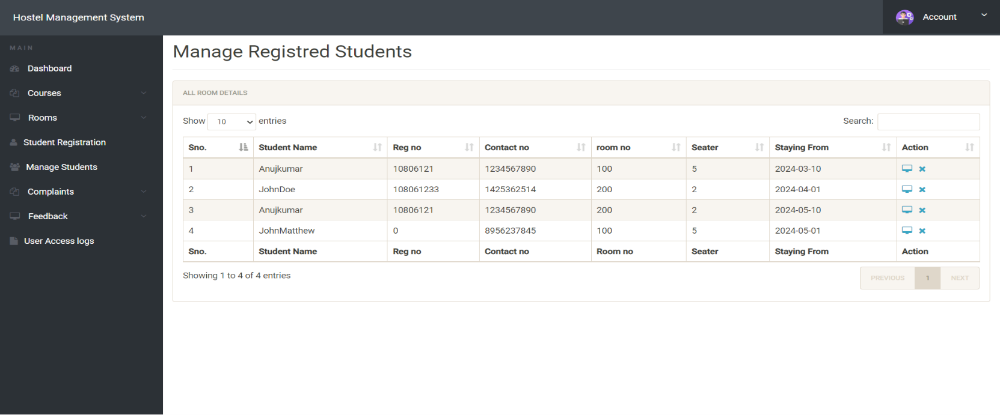 Hostel Management System
Account
MAIN
Dashboard
Courses
Rooms
Student Registration
Manage Students
Complaints
Feedback
User Access logs
Manage Registred Students
ALL ROOM DETAILS
Show 10 entries
Search:
Sno. Student Name Reg no Contact no room no Seater Staying From Action
1 Anujkumar 10806121 1234567890 100 5 2024-03-10
2 JohnDoe 108061233 1425362514 200 2 2024-04-01
3 Anujkumar 10806121 1234567890 200 2 2024-05-10
4 JohnMatthew 0 8956237845 100 5 2024-05-01
Sno. Student Name Reg no Contact no Room no Seater Staying From Action
Showing 1 to 4 of 4 entries
PREVIOUS 1 NEXT